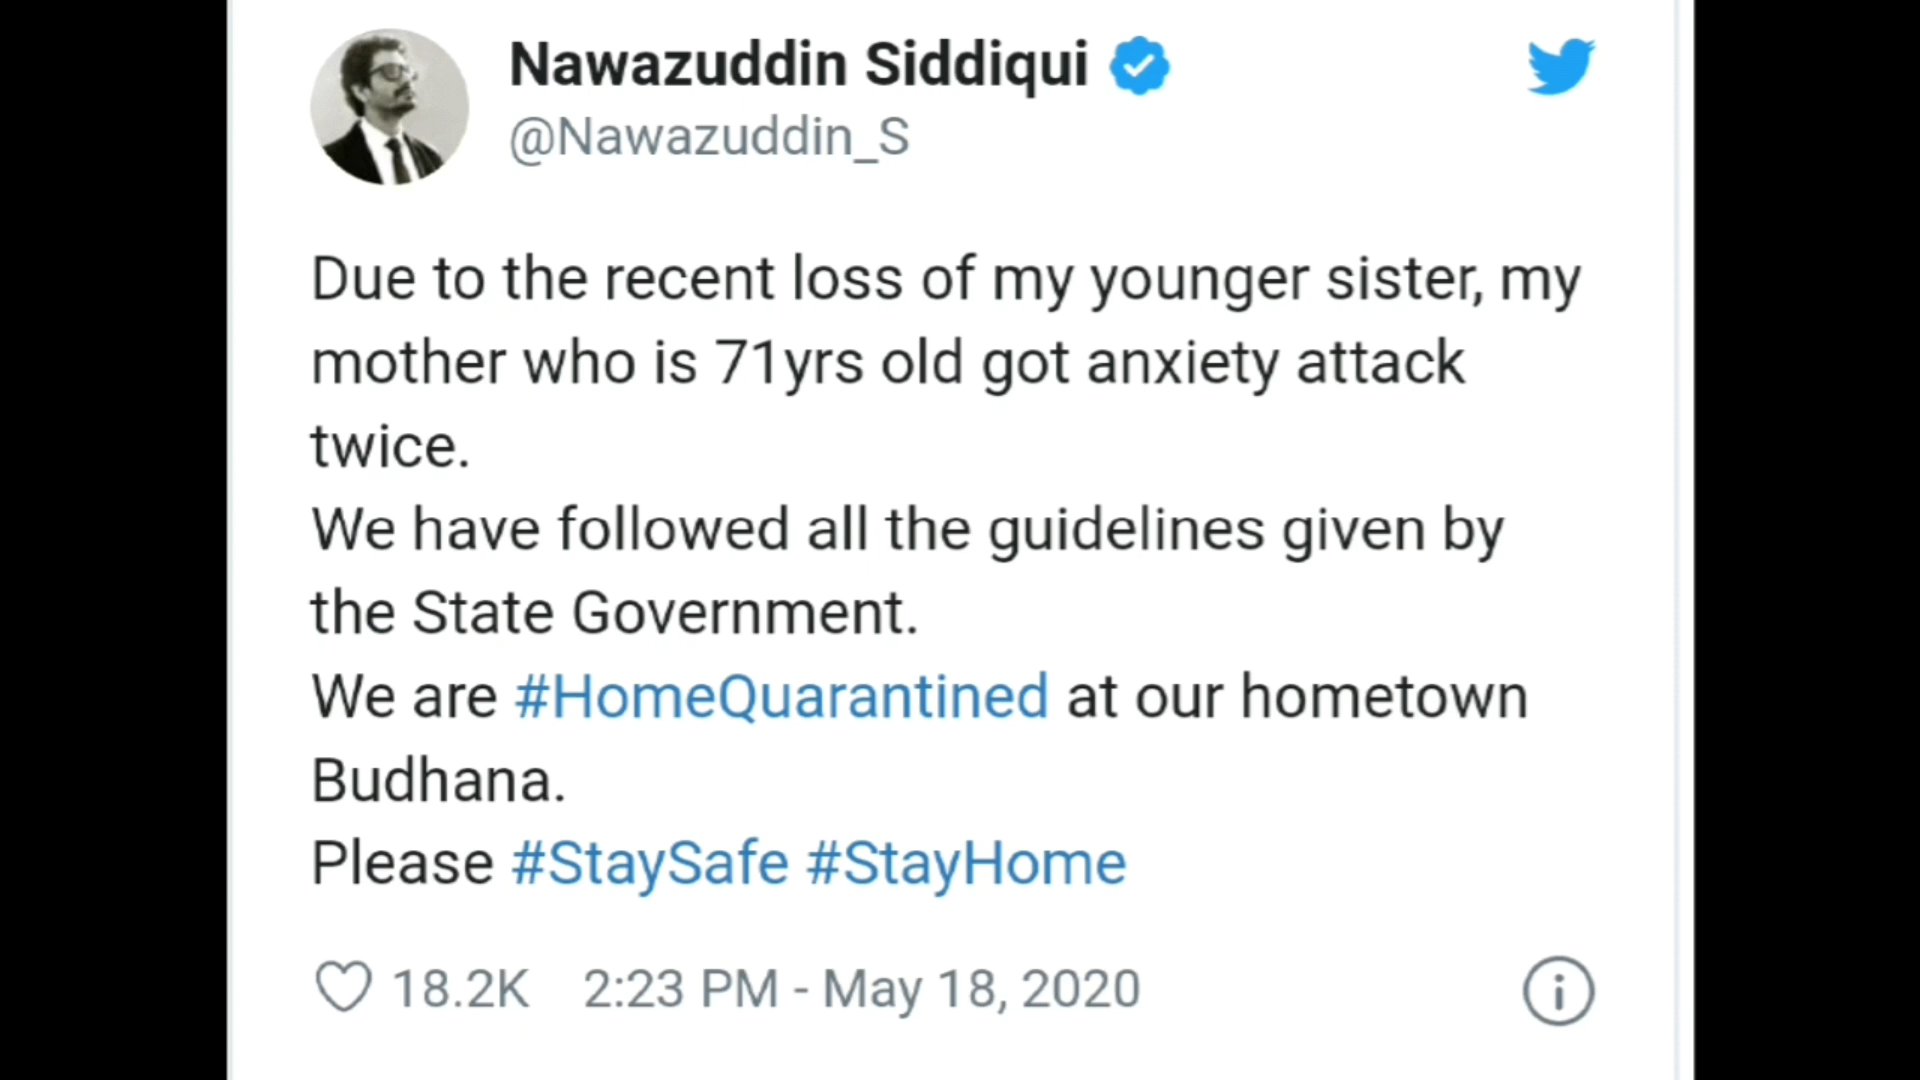 Nawazuddin Siddiqui
@Nawazuddin_S
Due to the recent loss of my younger sister, my
mother who is 71yrs old got anxiety attack
twice.
We have followed all the guidelines given by
the State Government.
We are #HomeQuarantined at our hometown
Budhana.
Please #StaySafe #StayHome
18.2K 2:23 PM - May 18, 2020